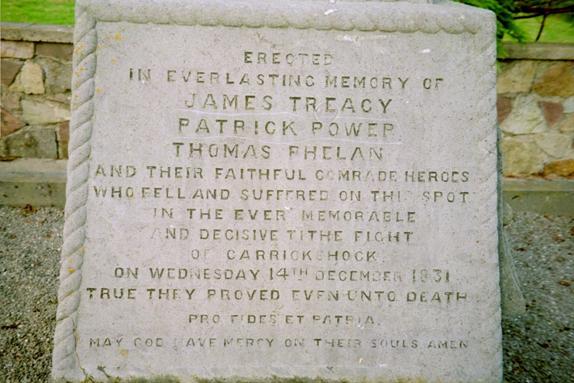 ERECTED
IN EVERLASTING MEMORY OF
JAMES TREACY
PATRICK POWER
THOMAS PHELAN
AND THEIR FAITHFUL COMRADE HEROES
WHO FELL AND SUFFERED ON THIS SPOT
IN THE EVER MEMORABLE
AND DECISIVE TITHE FIGHT
OF CARRICKSHOCK
ON WEDNESDAY 14TH DECEMBER 1831
TRUE THEY PROVED EVEN UNTO DEATH
PRO FIDES ET PATRIA.
MAY GOD HAVE MERCY ON THEIR SOULS AMEN